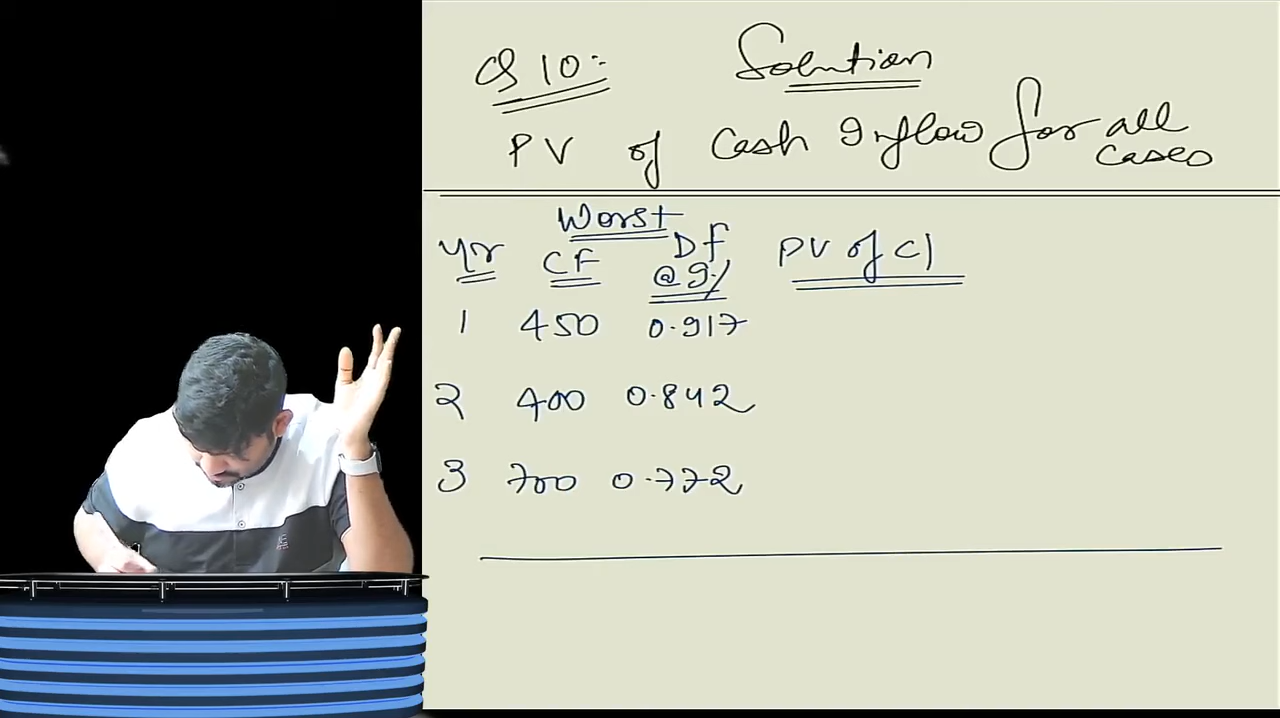 Q 10:- Solution
PV of Cash Inflow for all cases
Worst
Yr CF Df @9% PV of CI
1 450 0.917
2 400 0.842
3 700 0.772